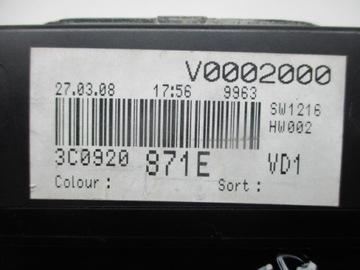 V0002000
27.03.08 17:56 9963
SW1216
HW002
3C0920 871E VD1
Colour : Sort :